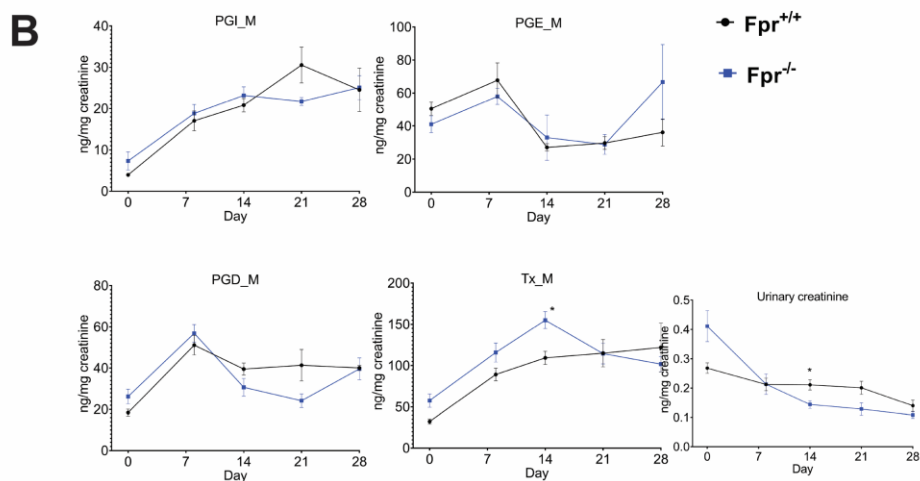 B
Fpr+/+
Fpr-/-
PGI_M
ng/mg creatinine
40
30
20
10
0
0 7 14 21 28
Day
PGE_M
ng/mg creatinine
100
80
60
40
20
0
0 7 14 21 28
Day
PGD_M
ng/mg creatinine
80
60
40
20
0
0 7 14 21 28
Day
Tx_M
ng/mg creatinine
200
150
100
50
0
*
0 7 14 21 28
Day
Urinary creatinine
ng/mg creatinine
0.5
0.4
0.3
0.2
0.1
0.0
*
0 7 14 21 28
Day